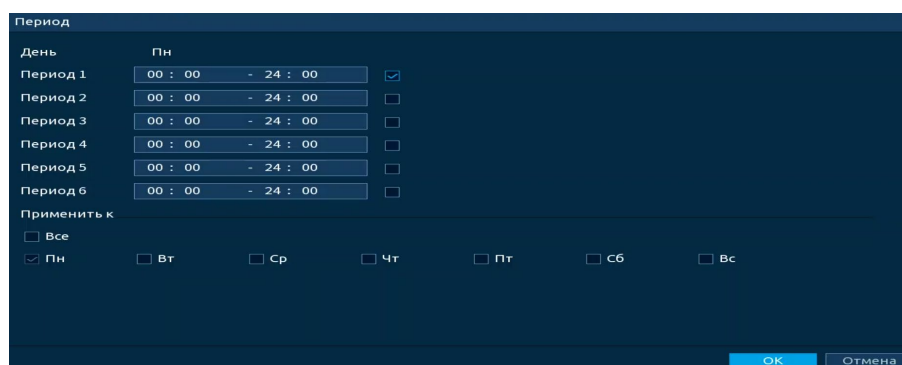 Период
День Пн
Период 1 00 : 00 - 24 : 00
Период 2 00 : 00 - 24 : 00
Период 3 00 : 00 - 24 : 00
Период 4 00 : 00 - 24 : 00
Период 5 00 : 00 - 24 : 00
Период 6 00 : 00 - 24 : 00
Применить к
Все
Пн Вт Ср Чт Пт Сб Вс
OK Отмена